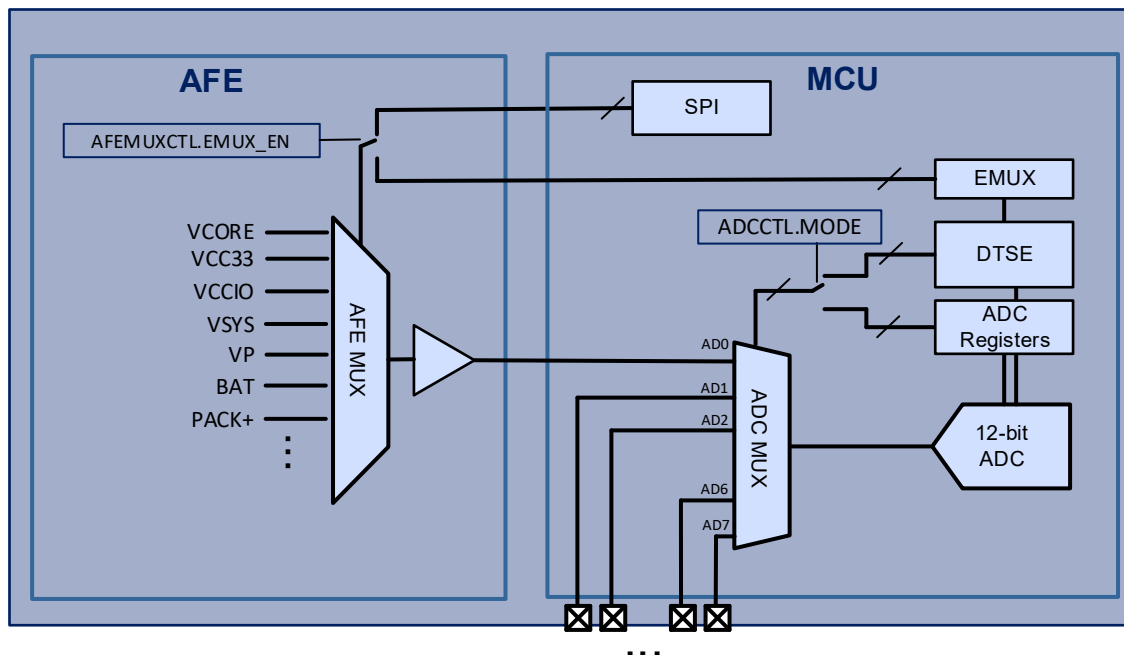 AFE
MCU
SPI
AFEMUXCTL.EMUX_EN
EMUX
ADCCTL.MODE
DTSE
VCORE
VCC33
VCCIO
VSYS
VP
BAT
PACK+
AFE MUX
ADC
Registers
AD0
AD1
AD2
AD6
AD7
ADC MUX
12-bit
ADC